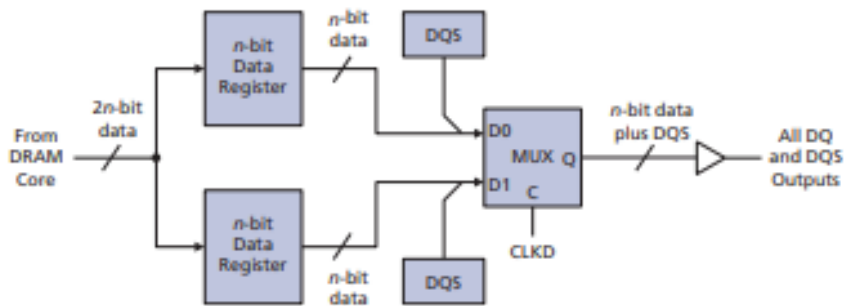 n-bit
data
DQS
n-bit
Data
Register
2n-bit
data
From
DRAM
Core
D0
MUX Q
D1
C
CLKD
n-bit data
plus DQS
All DQ
and DQS
Outputs
n-bit
Data
Register
n-bit
data
DQS